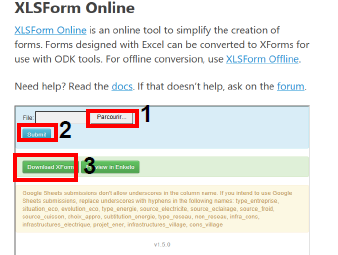 XLSForm Online
XLSForm Online is an online tool to simplify the creation of
forms. Forms designed with Excel can be converted to XForms for
use with ODK tools. For offline conversion, use XLSForm Offline.
Need help? Read the docs. If that doesn't help, ask on the forum.
File: Parcourir... 1
Submit 2
Download XForm in Enketo
3
Google Sheets submissions don't allow underscores in the column name. If you intend to use Google
Sheets submissions, replace underscores with hyphens in the following names: type_entreprise,
situation_eco, evolution_eco, type_energie, source_electricite, source_eclairage, source_froid,
source_cuisson, choix_appro, type_reseau, non_reseau, infra_cons,
infrastructures_electrique, projet_ener, infrastructures_village, cons_village
v1.5.0